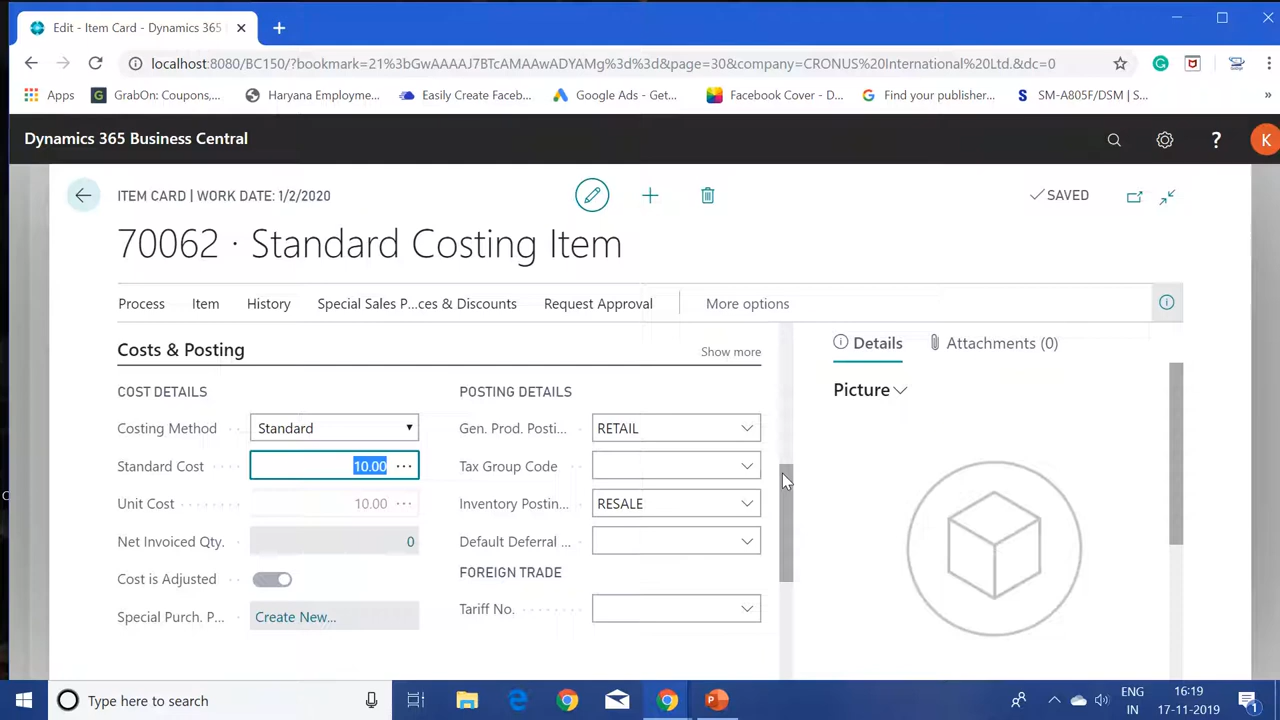 Edit - Item Card - Dynamics 365
localhost:8080/BC150/?bookmark=21%3bGwAAAAJ7BTcAMAAwADYAMg%3d%3d&page=30&company=CRONUS%20International%20Ltd.&dc=0
Apps GrabOn: Coupons,... Haryana Employme... Easily Create Faceb... Google Ads - Get... Facebook Cover - D... Find your publisher... SM-A805F/DSM | S... »
Dynamics 365 Business Central
? K
ITEM CARD | WORK DATE: 1/2/2020
SAVED
70062 · Standard Costing Item
Process Item History Special Sales P...ces & Discounts Request Approval More options
Costs & Posting Show more
COST DETAILS
Costing Method Standard
Standard Cost 10.00 ...
Unit Cost 10.00 ...
Net Invoiced Qty. 0
Cost is Adjusted
Special Purch. P... Create New...
POSTING DETAILS
Gen. Prod. Posti... RETAIL
Tax Group Code
Inventory Postin... RESALE
Default Deferral ...
FOREIGN TRADE
Tariff No.
Details Attachments (0)
Picture
Type here to search
P
ENG
IN
16:19
17-11-2019
1